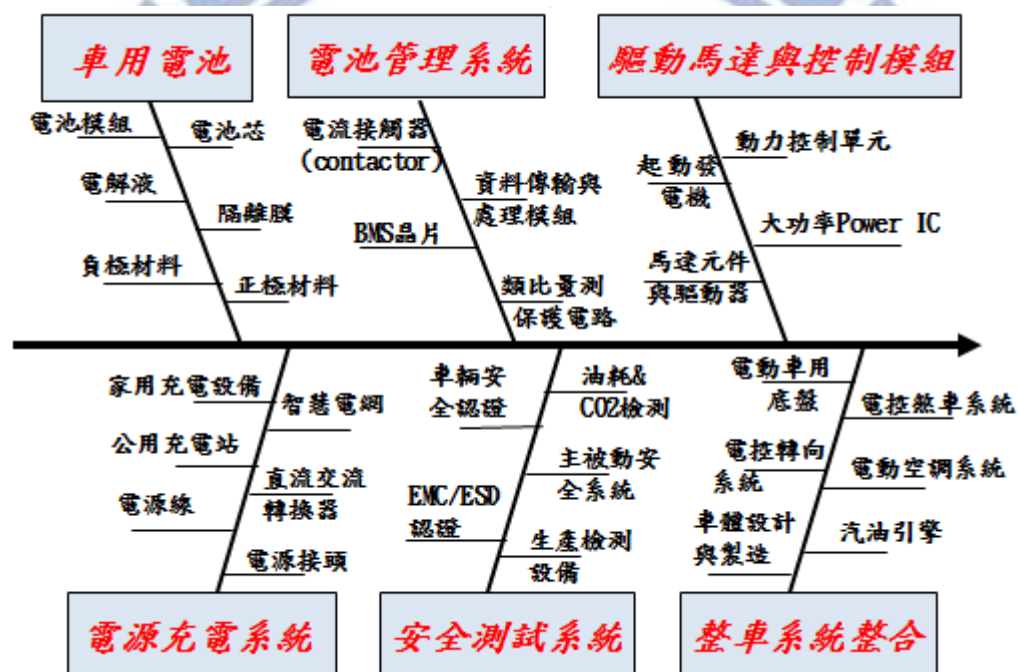 車用電池
電池管理系統
驅動馬達與控制模組
電池模組
電池芯
電解液
隔離膜
負極材料
正極材料
電流接觸器
(contactor)
資料傳輸與
處理模組
BMS晶片
類比量測
保護電路
動力控制單元
起動發
電機
大功率Power IC
馬達元件
與驅動器
家用充電設備
智慧電網
公用充電站
直流交流
轉換器
電源線
電源接頭
車輛安
全認證
油耗&
CO2檢測
主被動安
全系統
EMC/ESD
認證
生產檢測
設備
電動車用
底盤
電控煞車系統
電控轉向
系統
電動空調系統
車體設計
與製造
汽油引擎
電源充電系統
安全測試系統
整車系統整合